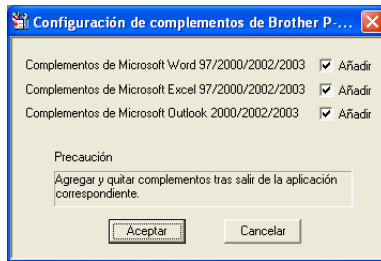 Configuración de complementos de Brother P-...
Complementos de Microsoft Word 97/2000/2002/2003 Añadir
Complementos de Microsoft Excel 97/2000/2002/2003 Añadir
Complementos de Microsoft Outlook 2000/2002/2003 Añadir
Precaución
Agregar y quitar complementos tras salir de la aplicación
correspondiente.
Aceptar Cancelar